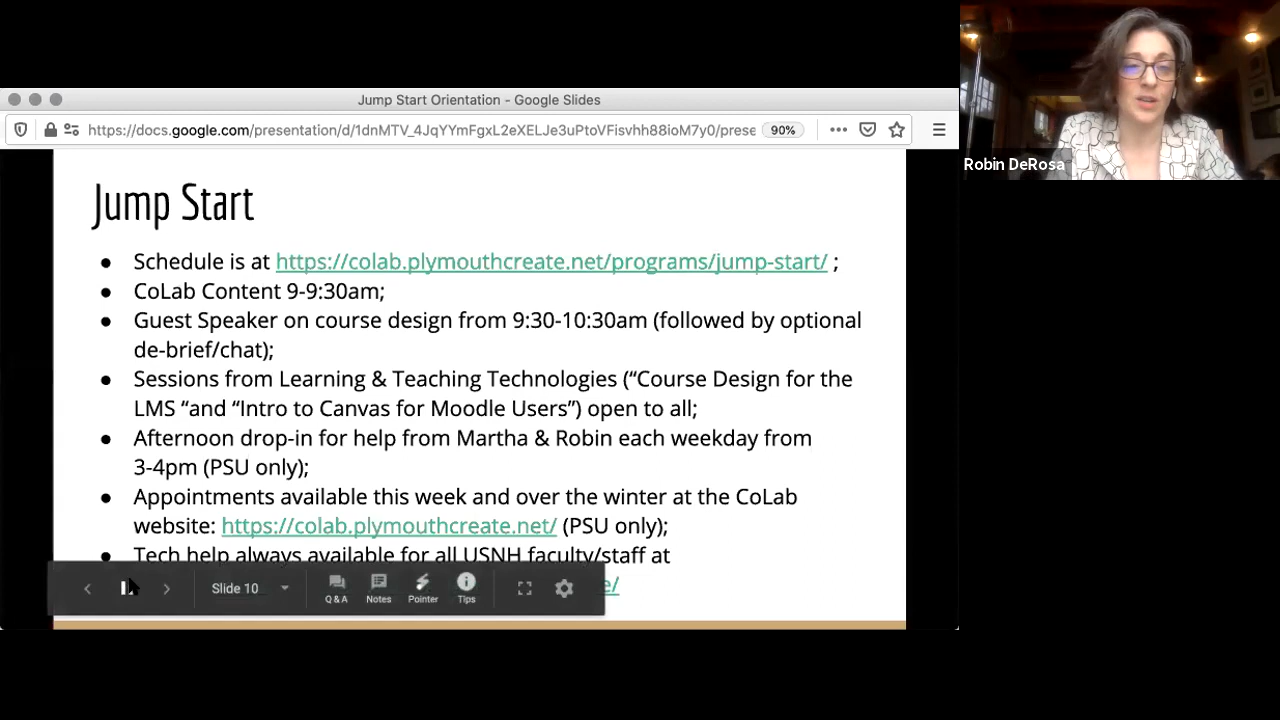 Jump Start Orientation - Google Slides
https://docs.google.com/presentation/d/1dnMTV_4JqYYmFgxL2eXELJe3uPtoVFisvhh88ioM7y0/prese
90%
Robin DeRosa
Jump Start
● Schedule is at https://colab.plymouthcreate.net/programs/jump-start/ ;
● CoLab Content 9-9:30am;
● Guest Speaker on course design from 9:30-10:30am (followed by optional
de-brief/chat);
● Sessions from Learning & Teaching Technologies (“Course Design for the
LMS “and “Intro to Canvas for Moodle Users”) open to all;
● Afternoon drop-in for help from Martha & Robin each weekday from
3-4pm (PSU only);
● Appointments available this week and over the winter at the CoLab
website: https://colab.plymouthcreate.net/ (PSU only);
● Tech help always available for all USNH faculty/staff at
e/
Slide 10
Q & A
Notes
Pointer
Tips